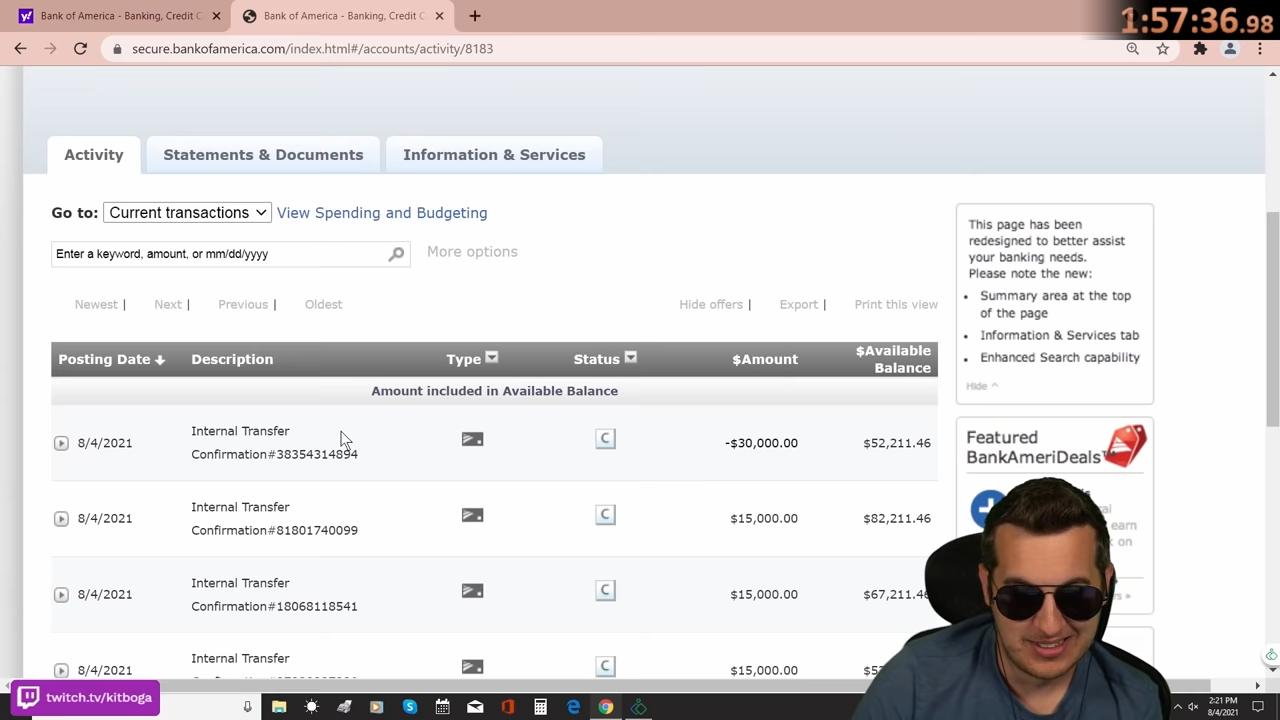 Bank of America - Banking, Credit C
Bank of America - Banking, Credit C
1:57:36.98
secure.bankofamerica.com/index.html#/accounts/activity/8183
Activity
Statements & Documents
Information & Services
Go to: Current transactions View Spending and Budgeting
Enter a keyword, amount, or mm/dd/yyyy
More options
Newest | Next | Previous | Oldest
Hide offers | Export | Print this view
Posting Date Description Type Status $Amount $Available Balance
Amount included in Available Balance
8/4/2021 Internal Transfer C -$30,000.00 $52,211.46
Confirmation#38354314894
8/4/2021 Internal Transfer C $15,000.00 $82,211.46
Confirmation#81801740099
8/4/2021 Internal Transfer C $15,000.00 $67,211.46
Confirmation#18068118541
8/4/2021 Internal Transfer C $15,000.00
This page has been
redesigned to better assist
your banking needs.
Please note the new:
Summary area at the top
of the page
Information & Services tab
Enhanced Search capability
Hide ^
Featured
BankAmeriDeals™
earn
on
twitch.tv/kitboga
2:21 PM
8/4/2021